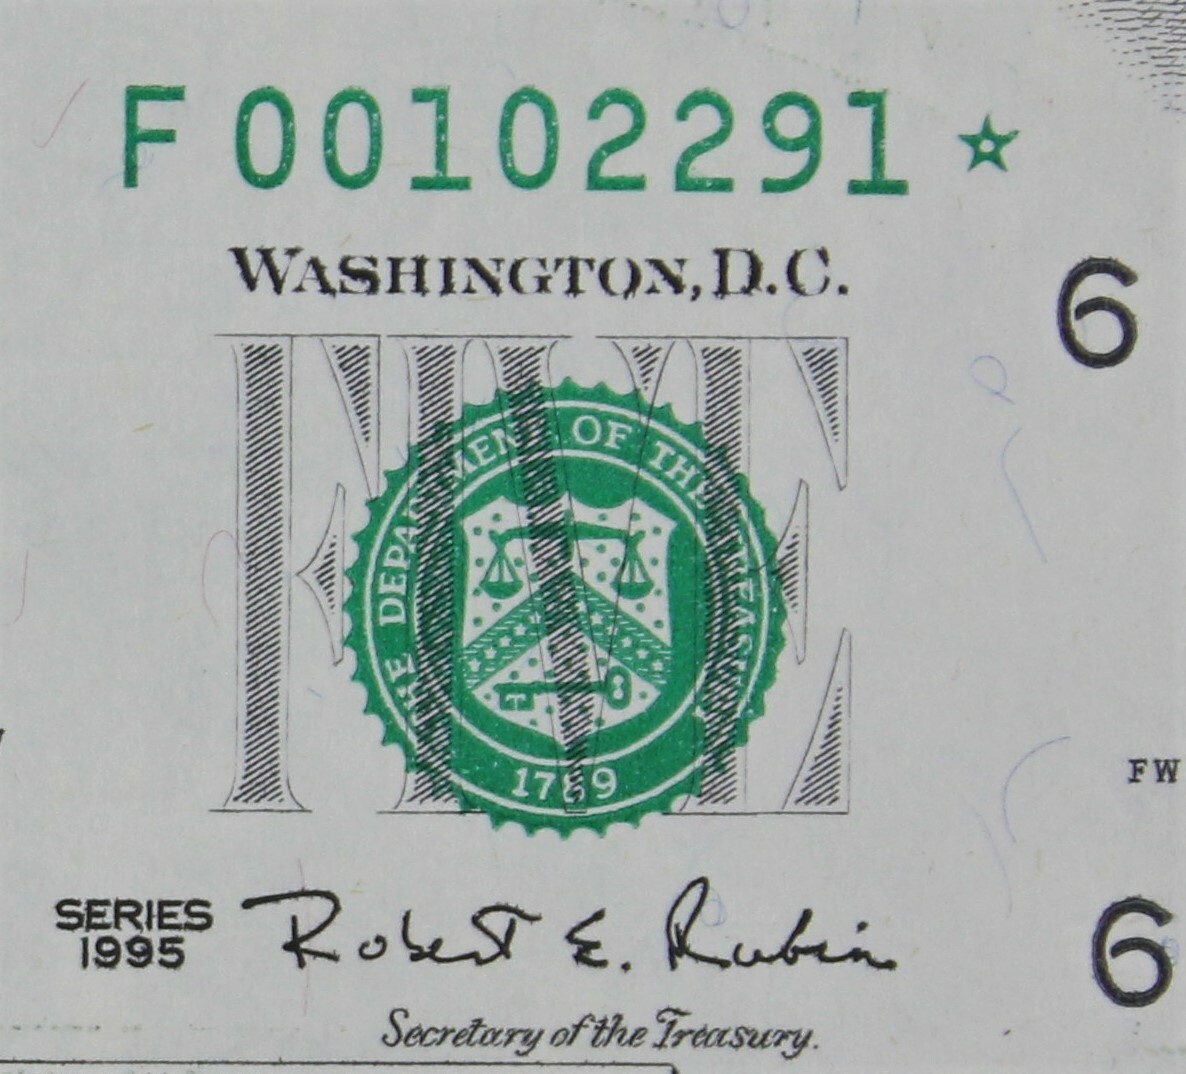 F 00102291 ☆
WASHINGTON, D.C.
6
FIVE
THE DEPARTMENT OF THE TREASURY
1789
FW
SERIES
1995
Robert E. Rubin
6
Secretary of the Treasury.